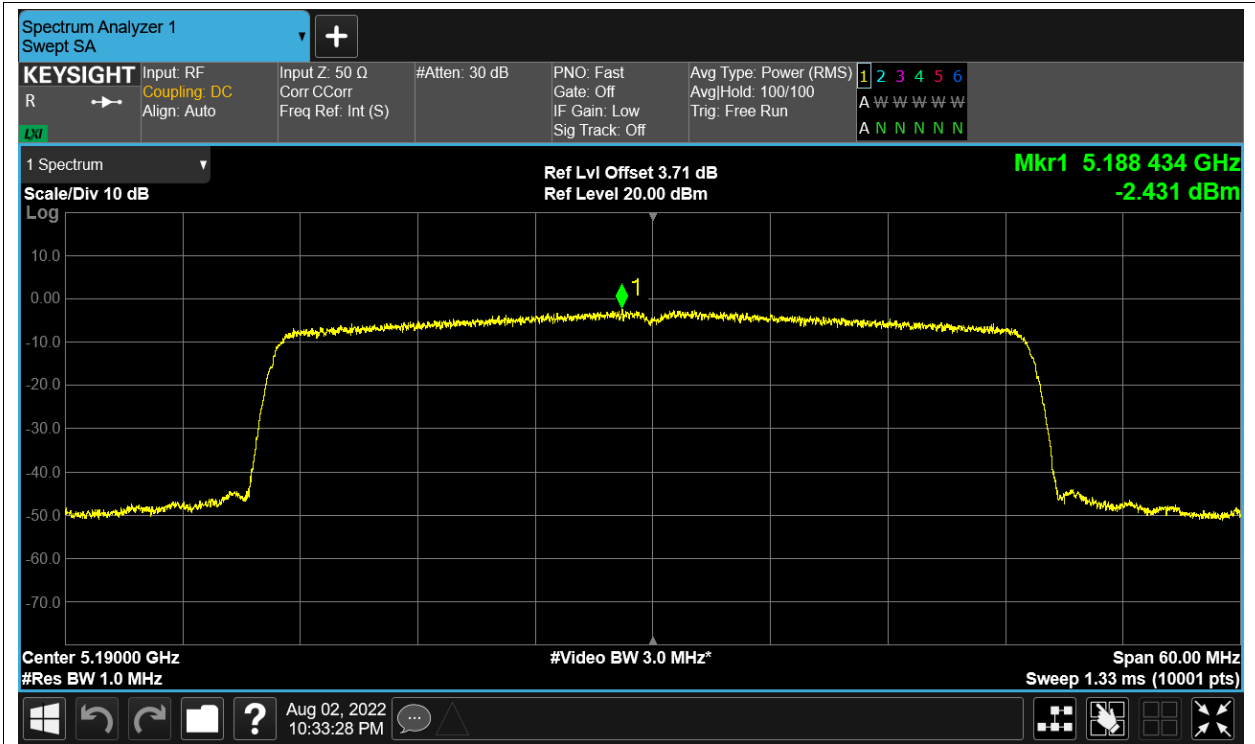 Spectrum Analyzer 1
Swept SA
KEYSIGHT
R
LXI
Input: RF
Coupling: DC
Align: Auto
Input Z: 50 Ω
Corr CCorr
Freq Ref: Int (S)
#Atten: 30 dB
PNO: Fast
Gate: Off
IF Gain: Low
Sig Track: Off
Avg Type: Power (RMS)
Avg|Hold: 100/100
Trig: Free Run
1 2 3 4 5 6
A W W W W W
A N N N N N
1 Spectrum
Scale/Div 10 dB
Log
Ref Lvl Offset 3.71 dB
Ref Level 20.00 dBm
Mkr1 5.188 434 GHz
-2.431 dBm
10.0
0.00
-10.0
-20.0
-30.0
-40.0
-50.0
-60.0
-70.0
1
Center 5.19000 GHz
#Res BW 1.0 MHz
#Video BW 3.0 MHz*
Span 60.00 MHz
Sweep 1.33 ms (10001 pts)
?
Aug 02, 2022
10:33:28 PM